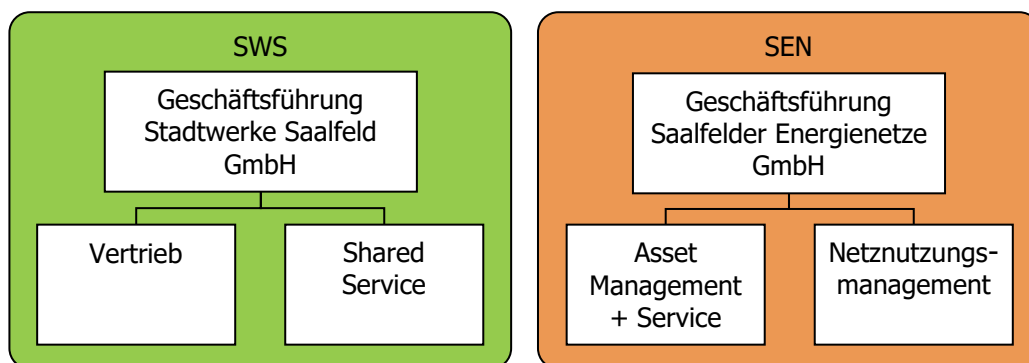 SWS
Geschäftsführung
Stadtwerke Saalfeld
GmbH
Vertrieb
Shared
Service
SEN
Geschäftsführung
Saalfelder Energienetze
GmbH
Asset
Management
+ Service
Netznutzungs-
management